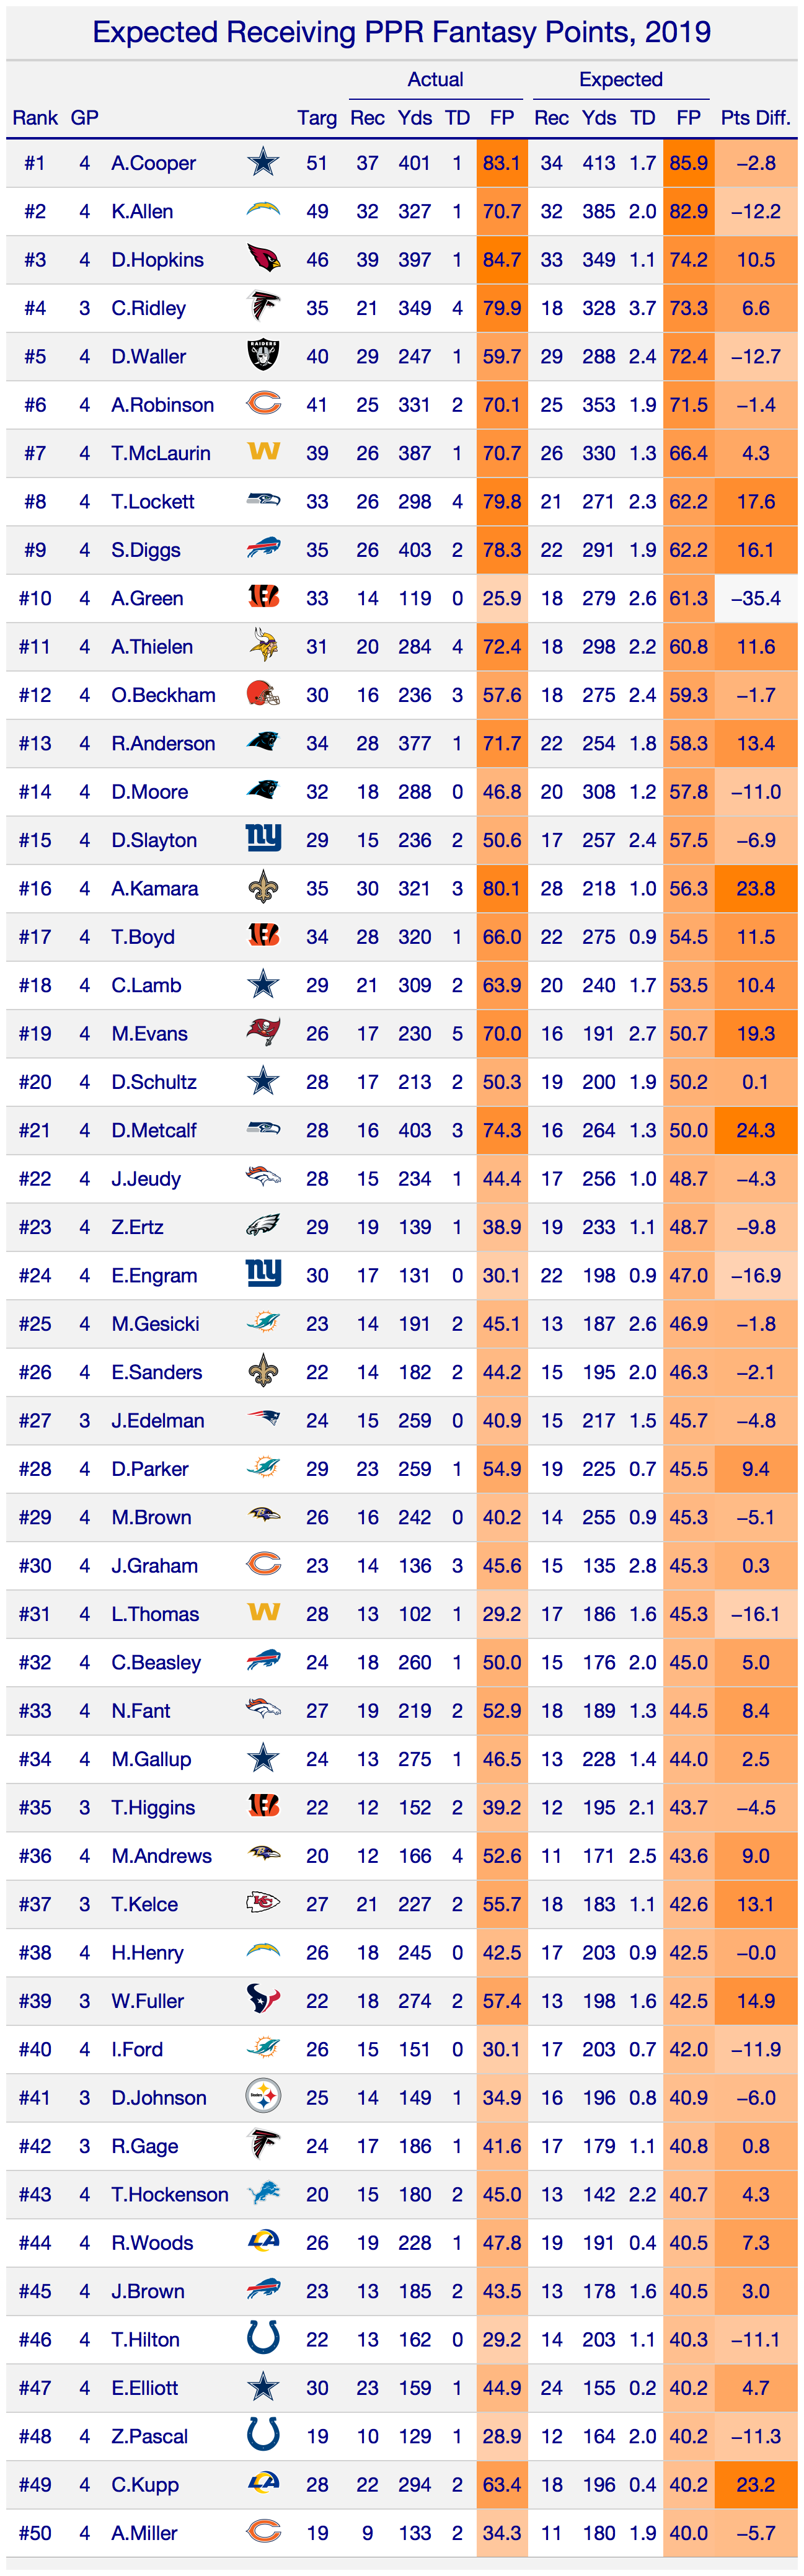 Expected Receiving PPR Fantasy Points, 2019
Actual Expected
Rank GP Targ Rec Yds TD FP Rec Yds TD FP Pts Diff.
#1 4 A.Cooper 51 37 401 1 83.1 34 413 1.7 85.9 −2.8
#2 4 K.Allen 49 32 327 1 70.7 32 385 2.0 82.9 −12.2
#3 4 D.Hopkins 46 39 397 1 84.7 33 349 1.1 74.2 10.5
#4 3 C.Ridley 35 21 349 4 79.9 18 328 3.7 73.3 6.6
#5 4 D.Waller RAIDERS 40 29 247 1 59.7 29 288 2.4 72.4 −12.7
#6 4 A.Robinson 41 25 331 2 70.1 25 353 1.9 71.5 −1.4
#7 4 T.McLaurin W 39 26 387 1 70.7 26 330 1.3 66.4 4.3
#8 4 T.Lockett 33 26 298 4 79.8 21 271 2.3 62.2 17.6
#9 4 S.Diggs 35 26 403 2 78.3 22 291 1.9 62.2 16.1
#10 4 A.Green 33 14 119 0 25.9 18 279 2.6 61.3 −35.4
#11 4 A.Thielen 31 20 284 4 72.4 18 298 2.2 60.8 11.6
#12 4 O.Beckham 30 16 236 3 57.6 18 275 2.4 59.3 −1.7
#13 4 R.Anderson 34 28 377 1 71.7 22 254 1.8 58.3 13.4
#14 4 D.Moore 32 18 288 0 46.8 20 308 1.2 57.8 −11.0
#15 4 D.Slayton ny 29 15 236 2 50.6 17 257 2.4 57.5 −6.9
#16 4 A.Kamara 35 30 321 3 80.1 28 218 1.0 56.3 23.8
#17 4 T.Boyd 34 28 320 1 66.0 22 275 0.9 54.5 11.5
#18 4 C.Lamb 29 21 309 2 63.9 20 240 1.7 53.5 10.4
#19 4 M.Evans 26 17 230 5 70.0 16 191 2.7 50.7 19.3
#20 4 D.Schultz 28 17 213 2 50.3 19 200 1.9 50.2 0.1
#21 4 D.Metcalf 28 16 403 3 74.3 16 264 1.3 50.0 24.3
#22 4 J.Jeudy 28 15 234 1 44.4 17 256 1.0 48.7 −4.3
#23 4 Z.Ertz 29 19 139 1 38.9 19 233 1.1 48.7 −9.8
#24 4 E.Engram ny 30 17 131 0 30.1 22 198 0.9 47.0 −16.9
#25 4 M.Gesicki 23 14 191 2 45.1 13 187 2.6 46.9 −1.8
#26 4 E.Sanders 22 14 182 2 44.2 15 195 2.0 46.3 −2.1
#27 3 J.Edelman 24 15 259 0 40.9 15 217 1.5 45.7 −4.8
#28 4 D.Parker 29 23 259 1 54.9 19 225 0.7 45.5 9.4
#29 4 M.Brown 26 16 242 0 40.2 14 255 0.9 45.3 −5.1
#30 4 J.Graham 23 14 136 3 45.6 15 135 2.8 45.3 0.3
#31 4 L.Thomas W 28 13 102 1 29.2 17 186 1.6 45.3 −16.1
#32 4 C.Beasley 24 18 260 1 50.0 15 176 2.0 45.0 5.0
#33 4 N.Fant 27 19 219 2 52.9 18 189 1.3 44.5 8.4
#34 4 M.Gallup 24 13 275 1 46.5 13 228 1.4 44.0 2.5
#35 3 T.Higgins 22 12 152 2 39.2 12 195 2.1 43.7 −4.5
#36 4 M.Andrews 20 12 166 4 52.6 11 171 2.5 43.6 9.0
#37 3 T.Kelce KC 27 21 227 2 55.7 18 183 1.1 42.6 13.1
#38 4 H.Henry 26 18 245 0 42.5 17 203 0.9 42.5 −0.0
#39 3 W.Fuller 22 18 274 2 57.4 13 198 1.6 42.5 14.9
#40 4 I.Ford 26 15 151 0 30.1 17 203 0.7 42.0 −11.9
#41 3 D.Johnson Steelers 25 14 149 1 34.9 16 196 0.8 40.9 −6.0
#42 3 R.Gage 24 17 186 1 41.6 17 179 1.1 40.8 0.8
#43 4 T.Hockenson 20 15 180 2 45.0 13 142 2.2 40.7 4.3
#44 4 R.Woods LA 26 19 228 1 47.8 19 191 0.4 40.5 7.3
#45 4 J.Brown 23 13 185 2 43.5 13 178 1.6 40.5 3.0
#46 4 T.Hilton 22 13 162 0 29.2 14 203 1.1 40.3 −11.1
#47 4 E.Elliott 30 23 159 1 44.9 24 155 0.2 40.2 4.7
#48 4 Z.Pascal 19 10 129 1 28.9 12 164 2.0 40.2 −11.3
#49 4 C.Kupp LA 28 22 294 2 63.4 18 196 0.4 40.2 23.2
#50 4 A.Miller 19 9 133 2 34.3 11 180 1.9 40.0 −5.7